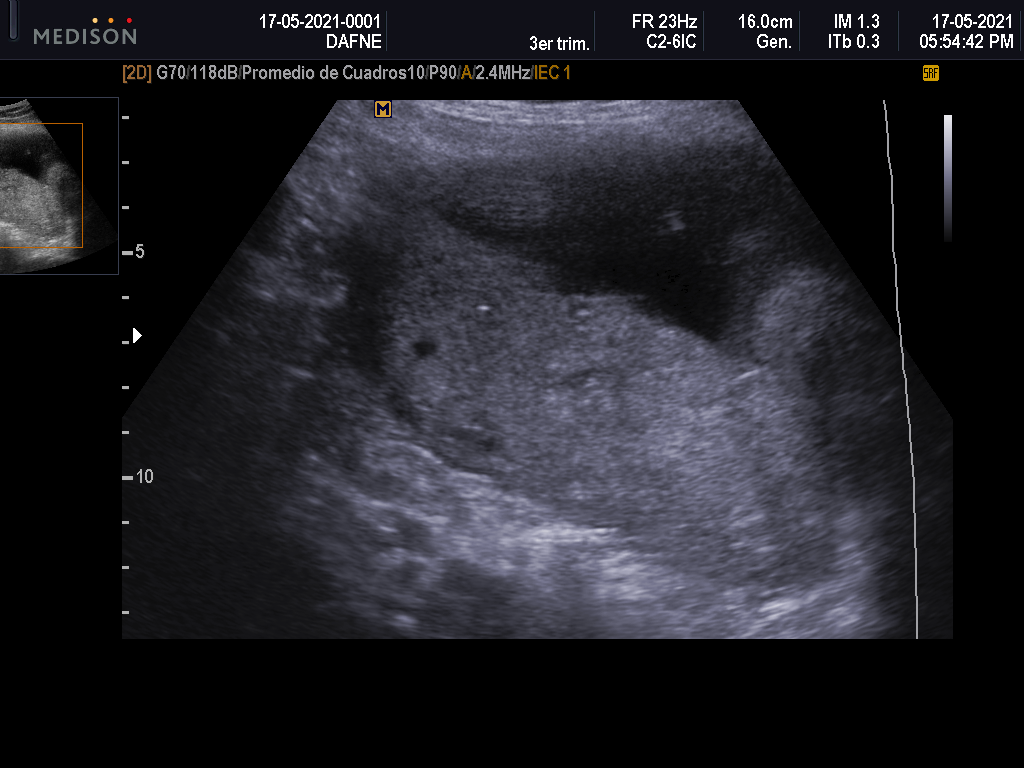 MEDISON
17-05-2021-0001
DAFNE
3er trim.
FR 23Hz
C2-6IC
16.0cm
Gen.
IM 1.3
ITb 0.3
17-05-2021
05:54:42 PM
[2D] G70/118dB/Promedio de Cuadros10/P90/A/2.4MHz/IEC 1
SRF
M
5
10